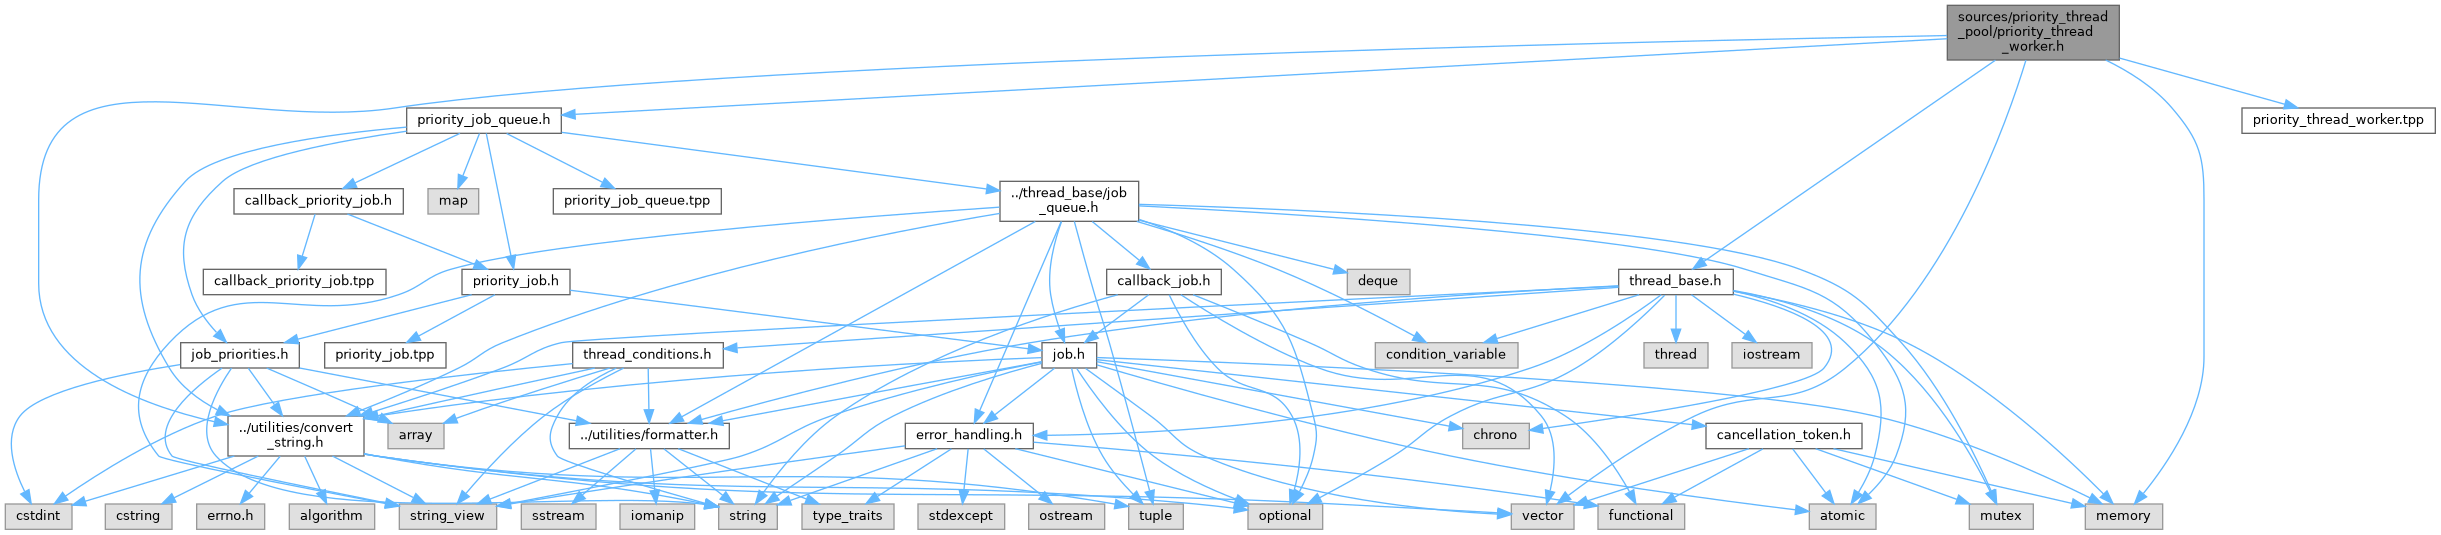 sources/priority_thread
_pool/priority_thread
_worker.h
priority_job_queue.h
priority_thread_worker.tpp
callback_priority_job.h
map
priority_job_queue.tpp
../thread_base/job
_queue.h
callback_priority_job.tpp
priority_job.h
callback_job.h
deque
thread_base.h
job_priorities.h
priority_job.tpp
thread_conditions.h
job.h
condition_variable
thread
iostream
../utilities/convert
_string.h
array
../utilities/formatter.h
error_handling.h
chrono
cancellation_token.h
cstdint
cstring
errno.h
algorithm
string_view
sstream
iomanip
string
type_traits
stdexcept
ostream
tuple
optional
vector
functional
atomic
mutex
memory